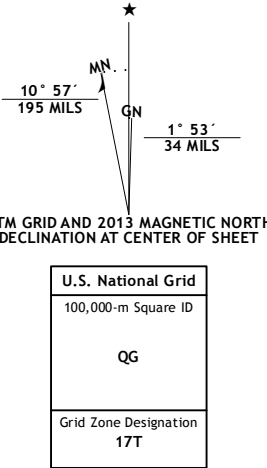 ★
MN
GN
10° 57´
195 MILS
1° 53´
34 MILS
TM GRID AND 2013 MAGNETIC NORTH
DECLINATION AT CENTER OF SHEET
U.S. National Grid
100,000-m Square ID
QG
Grid Zone Designation
17T